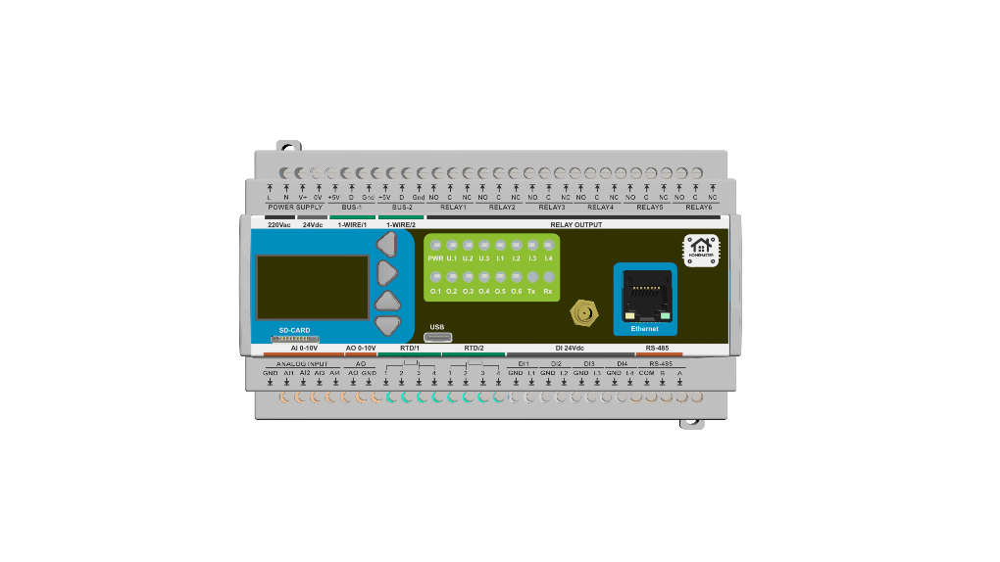 L N V+ 0V +5V D Gnd +5V D Gnd NO C NC NO C NC NO C NC NO C NC NO C NC NO C NC
POWER SUPPLY BUS-1 BUS-2 RELAY1 RELAY2 RELAY3 RELAY4 RELAY5 RELAY6
220Vac 24Vdc 1-WIRE/1 1-WIRE/2 RELAY OUTPUT
PWR U.1 U.2 U.3 I.1 I.2 I.3 I.4
HOMEMASTER
O.1 O.2 O.3 O.4 O.5 O.6 Tx Rx
SD-CARD
USB
Ethernet
AI 0-10V AO 0-10V RTD/1 RTD/2 DI 24Vdc RS-485
ANALOG INPUT AO DI1 DI2 DI3 DI4 RS-485
GND AI1 AI2 AI3 AI4 AO GND 1 2 3 4 1 2 3 4 GND I.1 GND I.2 GND I.3 GND I.4 COM B A